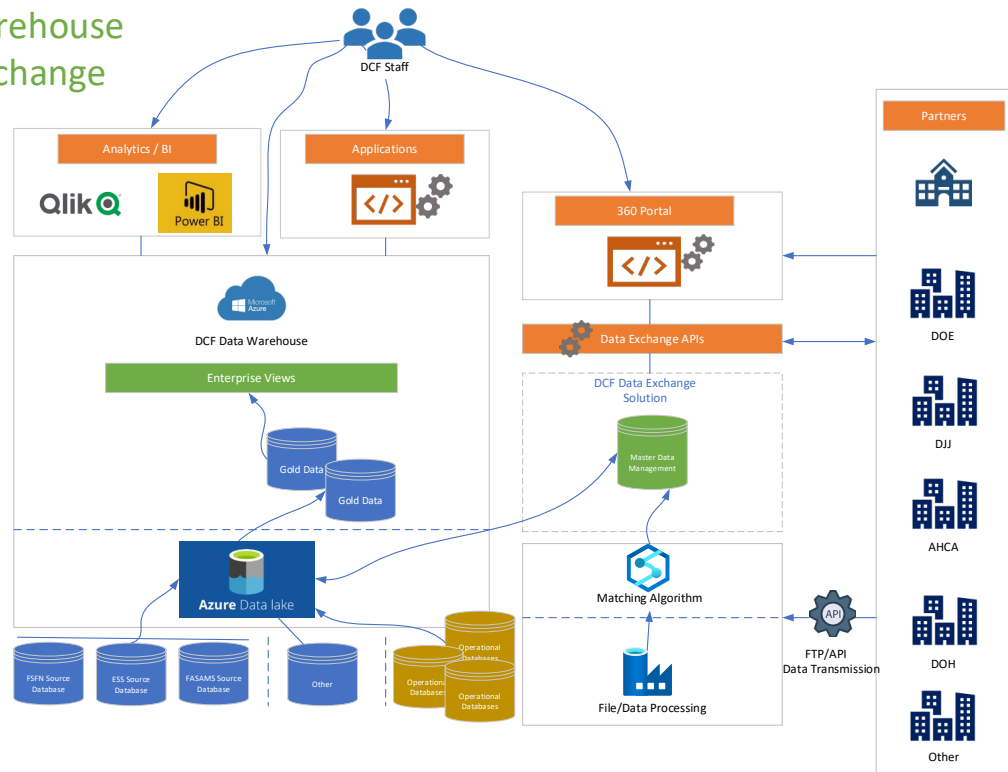 rehouse
change
DCF Staff
Partners
Analytics / BI
Applications
Qlik
Power BI
</>
360 Portal
</>
Microsoft
Azure
DCF Data Warehouse
DOE
Data Exchange APIs
Enterprise Views
DCF Data Exchange
Solution
DJJ
Gold Data
Gold Data
Master Data
Management
AHCA
Azure Data lake
Matching Algorithm
API
FTP/API
Data Transmission
DOH
FSFN Source
Database
ESS Source
Database
FASAMS Source
Database
Other
Operational
Databases
Operational
Databases
Operational
Databases
File/Data Processing
Other